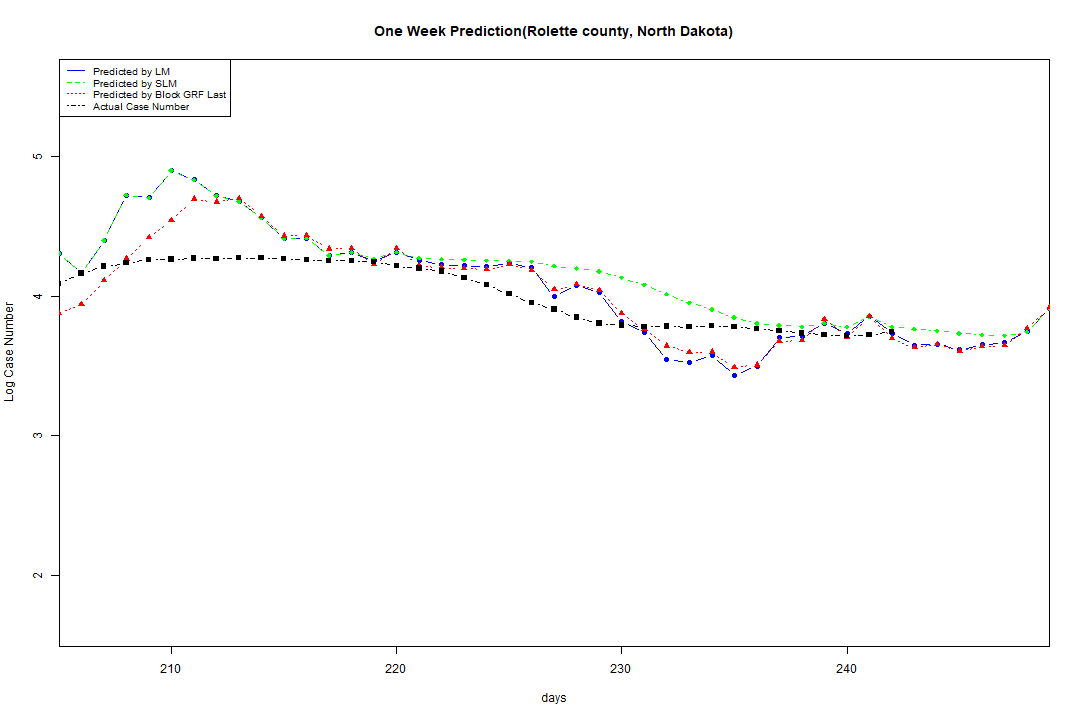 One Week Prediction(Rolette county, North Dakota)
Predicted by LM
Predicted by SLM
Predicted by Block GRF Last
Actual Case Number
5
4
3
2
Log Case Number
210 220 230 240
days